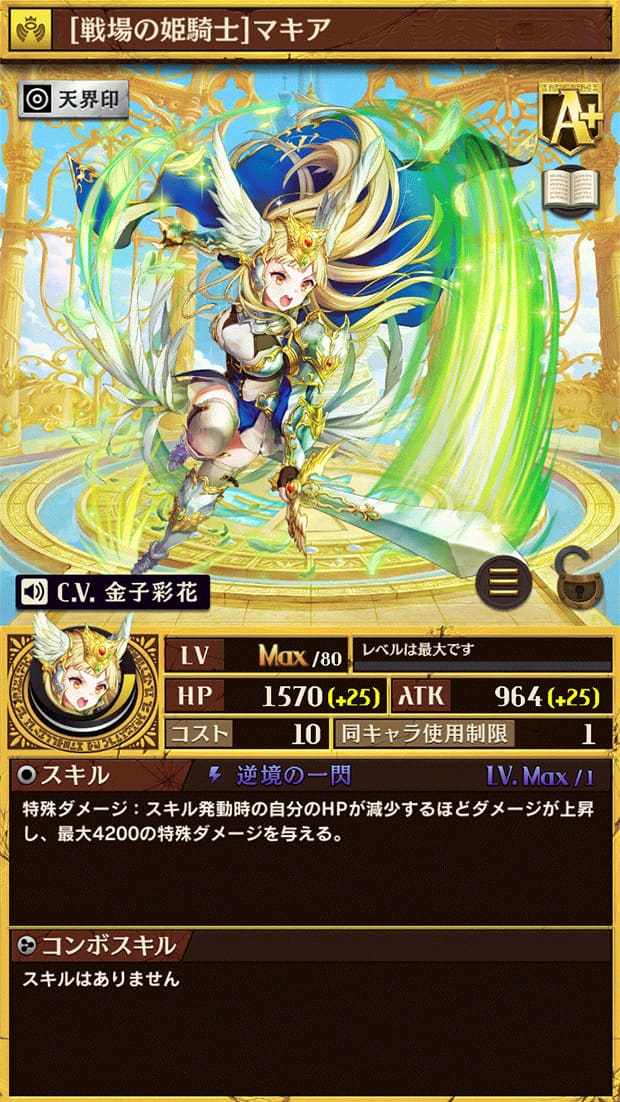 [戦場の姫騎士]マキア
天界印
A+
C.V. 金子彩花
LV Max/80 レベルは最大です
HP 1570(+25) ATK 964(+25)
コスト 10 同キャラ使用制限 1
スキル 逆境の一閃 LV.Max/1
特殊ダメージ：スキル発動時の自分のHPが減少するほどダメージが上昇
し、最大4200の特殊ダメージを与える。
コンボスキル
スキルはありません